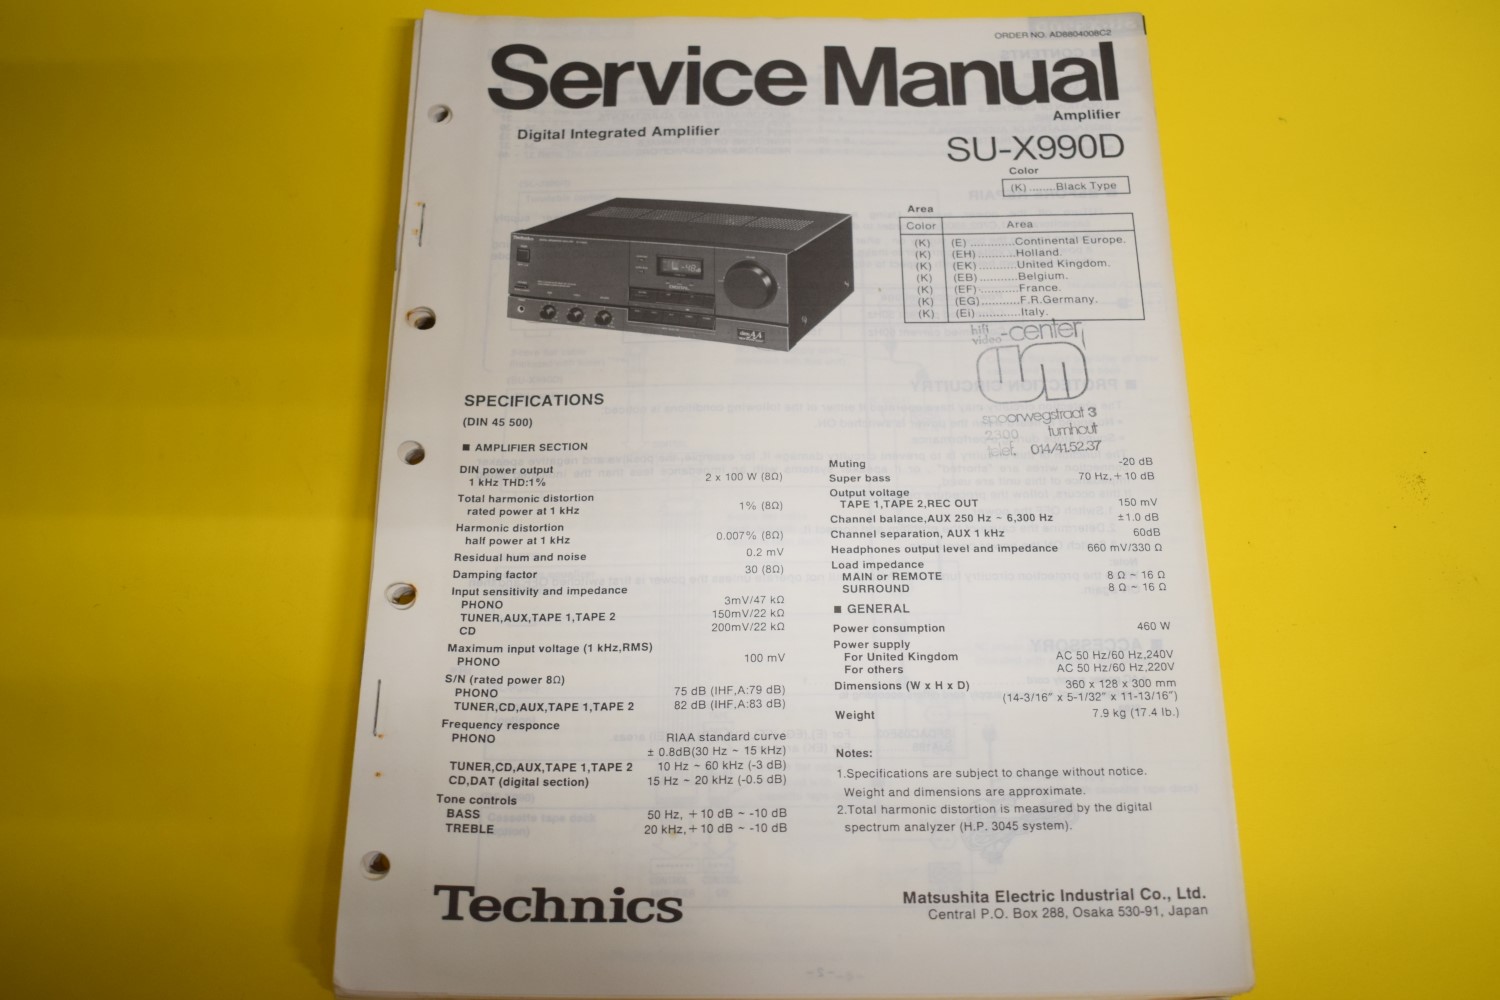 ORDER NO. AD8804008C2
Service Manual
Amplifier
Digital Integrated Amplifier
SU-X990D
Color
(K) ........Black Type
Area
Color Area
(K) (E) .............Continental Europe.
(K) (EH) ...........Holland.
(K) (EK) ...........United Kingdom.
(K) (EB) ...........Belgium.
(K) (EF) ...........France.
(K) (EG) ...........F.R.Germany.
(K) (Ei) ............Italy.
hifi
video -center
um
spoorwegstraat 3
2300 turnhout
telef. 014/41.52.37
Technics
SPECIFICATIONS
(DIN 45 500)
■ AMPLIFIER SECTION
DIN power output
1 kHz THD:1% 2 x 100 W (8Ω)
Total harmonic distortion
rated power at 1 kHz 1% (8Ω)
Harmonic distortion
half power at 1 kHz 0.007% (8Ω)
Residual hum and noise 0.2 mV
Damping factor 30 (8Ω)
Input sensitivity and impedance
PHONO 3mV/47 kΩ
TUNER,AUX,TAPE 1,TAPE 2 150mV/22 kΩ
CD 200mV/22 kΩ
Maximum input voltage (1 kHz,RMS)
PHONO 100 mV
S/N (rated power 8Ω)
PHONO 75 dB (IHF,A:79 dB)
TUNER,CD,AUX,TAPE 1,TAPE 2 82 dB (IHF,A:83 dB)
Frequency responce
PHONO RIAA standard curve
± 0.8dB(30 Hz ~ 15 kHz)
TUNER,CD,AUX,TAPE 1,TAPE 2 10 Hz ~ 60 kHz (-3 dB)
CD,DAT (digital section) 15 Hz ~ 20 kHz (-0.5 dB)
Tone controls
BASS 50 Hz, +10 dB ~ -10 dB
TREBLE 20 kHz, +10 dB ~ -10 dB
Muting -20 dB
Super bass 70 Hz, +10 dB
Output voltage
TAPE 1,TAPE 2,REC OUT 150 mV
Channel balance,AUX 250 Hz ~ 6,300 Hz ±1.0 dB
Channel separation, AUX 1 kHz 60dB
Headphones output level and impedance 660 mV/330 Ω
Load impedance
MAIN or REMOTE 8 Ω ~ 16 Ω
SURROUND 8 Ω ~ 16 Ω
■ GENERAL
Power consumption 460 W
Power supply
For United Kingdom AC 50 Hz/60 Hz,240V
For others AC 50 Hz/60 Hz,220V
Dimensions (W x H x D) 360 x 128 x 300 mm
(14-3/16" x 5-1/32" x 11-13/16")
Weight 7.9 kg (17.4 lb.)
Notes:
1.Specifications are subject to change without notice.
Weight and dimensions are approximate.
2.Total harmonic distortion is measured by the digital
spectrum analyzer (H.P. 3045 system).
Technics
Matsushita Electric Industrial Co., Ltd.
Central P.O. Box 288, Osaka 530-91, Japan